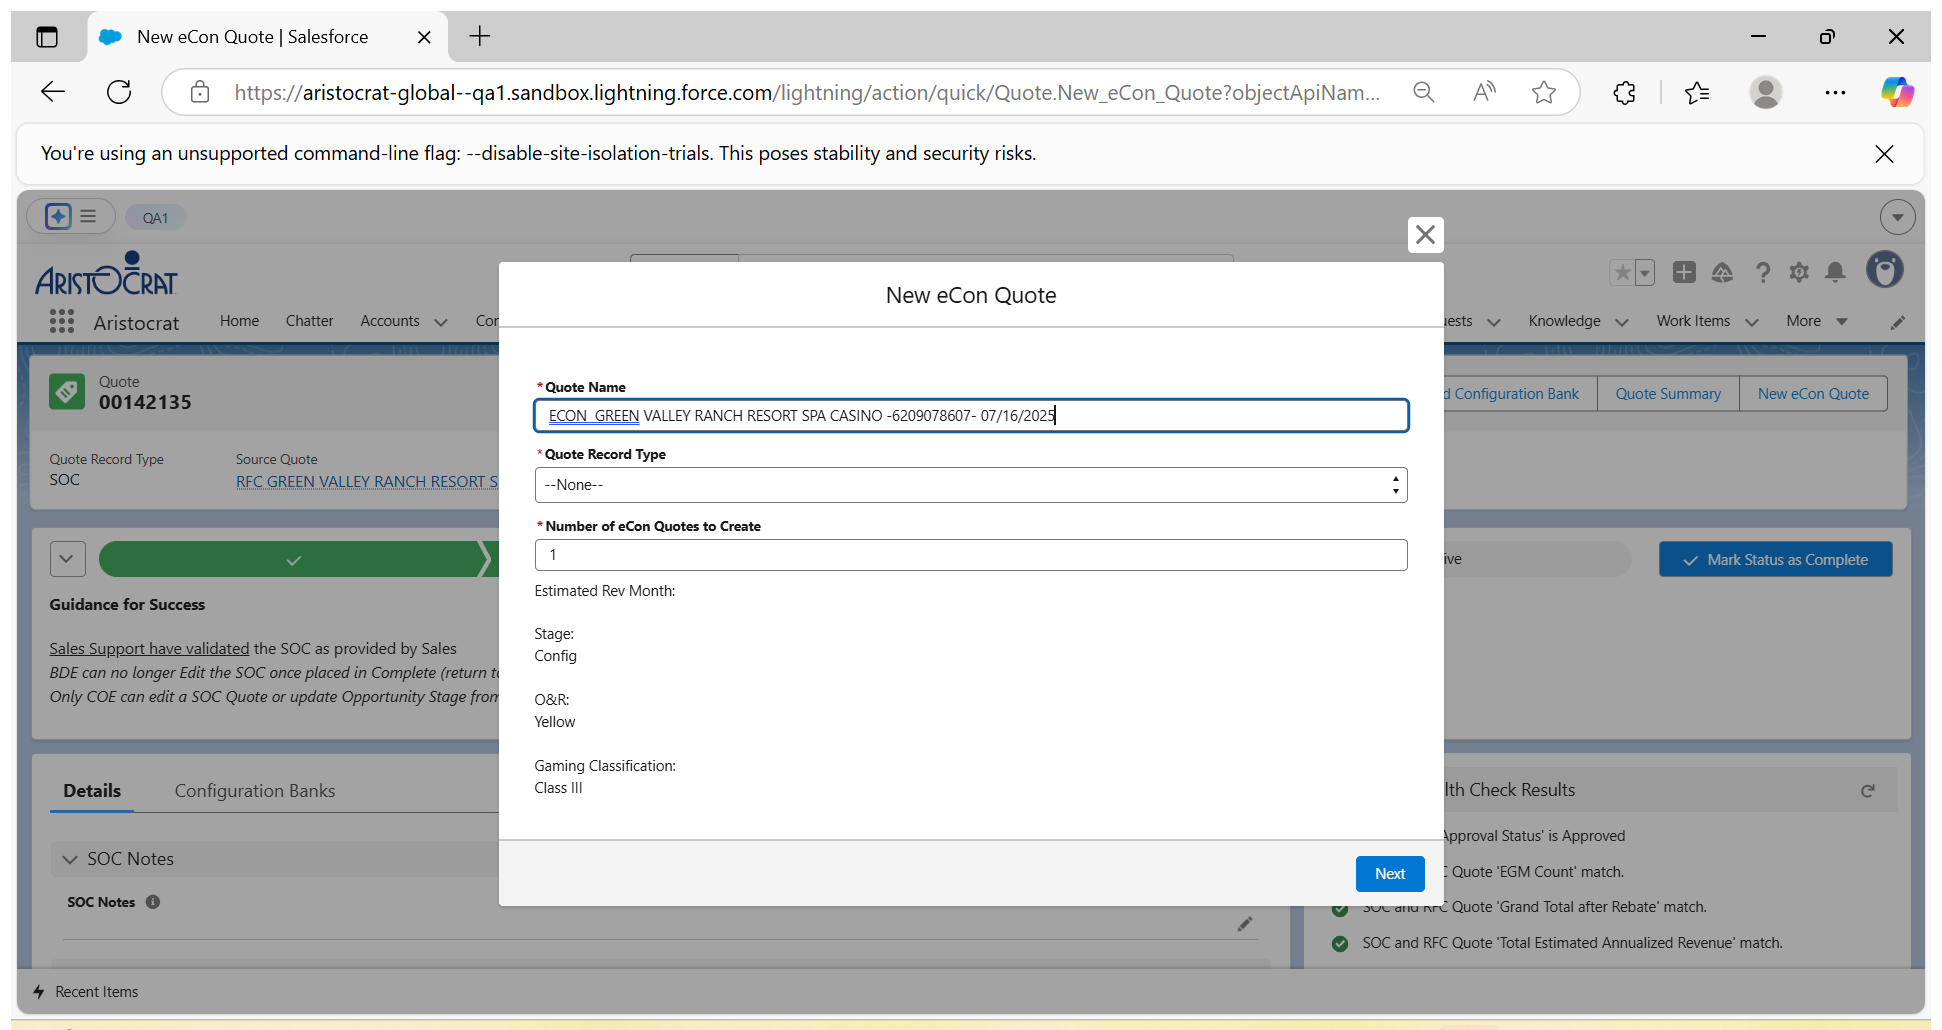 New eCon Quote | Salesforce
https://aristocrat-global--qa1.sandbox.lightning.force.com/lightning/action/quick/Quote.New_eCon_Quote?objectApiNam...
You're using an unsupported command-line flag: --disable-site-isolation-trials. This poses stability and security risks.
QA1
ARISTOCRAT
Aristocrat Home Chatter Accounts Knowledge Work Items More
Quote
00142135
Configuration Bank Quote Summary New eCon Quote
Quote Record Type Source Quote
SOC RFC GREEN VALLEY RANCH RESORT S
Mark Status as Complete
Guidance for Success
Sales Support have validated the SOC as provided by Sales
BDE can no longer Edit the SOC once placed in Complete (return to
Only COE can edit a SOC Quote or update Opportunity Stage from
Details Configuration Banks
SOC Notes
SOC Notes
New eCon Quote
*Quote Name
ECON GREEN VALLEY RANCH RESORT SPA CASINO -6209078607- 07/16/2025
*Quote Record Type
--None--
*Number of eCon Quotes to Create
1
Estimated Rev Month:
Stage:
Config
O&R:
Yellow
Gaming Classification:
Class III
Next
lth Check Results
Approval Status' is Approved
C Quote 'EGM Count' match.
SOC and RFC Quote 'Grand Total after Rebate' match.
SOC and RFC Quote 'Total Estimated Annualized Revenue' match.
Recent Items